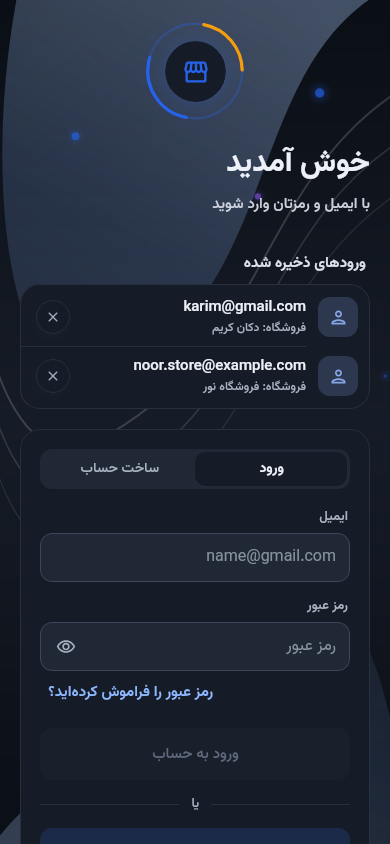 خوش آمدید
با ایمیل و رمزتان وارد شوید
ورودهای ذخیره شده
karim@gmail.com
فروشگاه: دکان کریم
noor.store@example.com
فروشگاه: فروشگاه نور
ورود
ساخت حساب
ایمیل
name@gmail.com
رمز عبور
رمز عبور
رمز عبور را فراموش کرده‌اید؟
ورود به حساب
یا